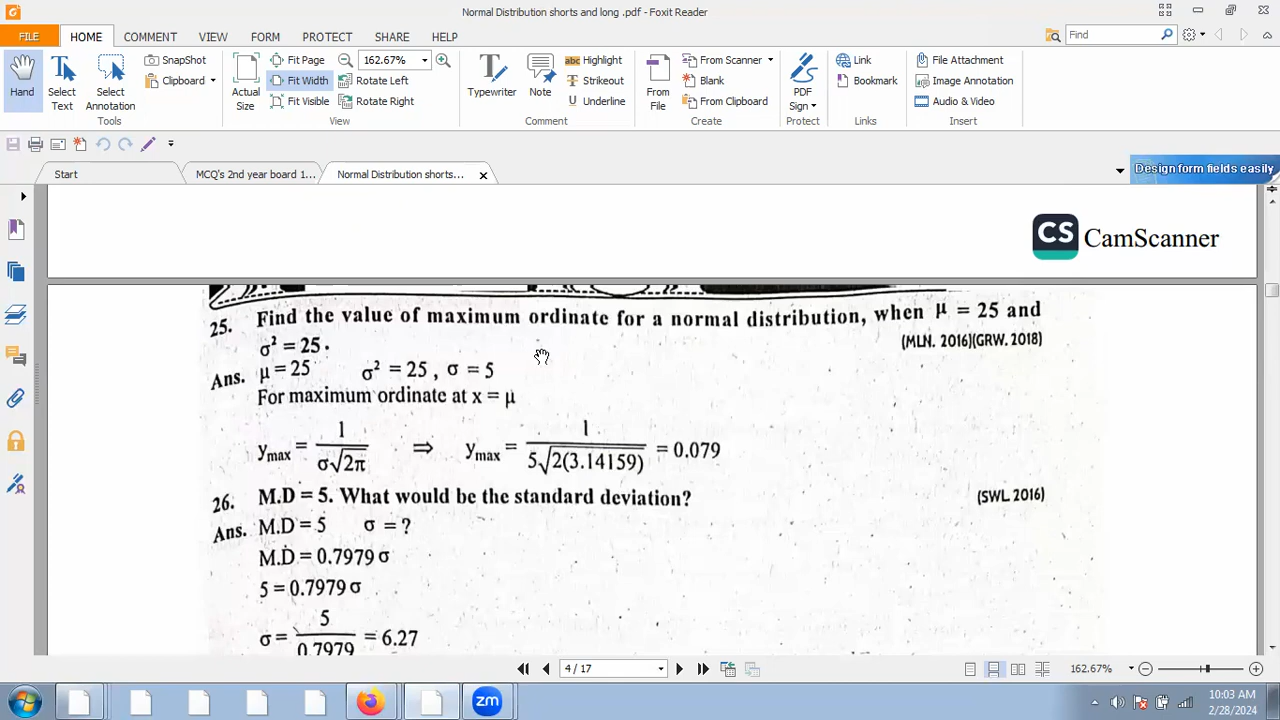 Normal Distribution shorts and long .pdf - Foxit Reader
FILE HOME COMMENT VIEW FORM PROTECT SHARE HELP
Find
Hand
Select Text
Select Annotation
SnapShot
Clipboard
Tools
Actual Size
Fit Page
Fit Width
Fit Visible
162.67%
Rotate Left
Rotate Right
View
Typewriter
Note
Highlight
Strikeout
Underline
Comment
From File
From Scanner
Blank
From Clipboard
Create
PDF Sign
Protect
Link
Bookmark
Links
File Attachment
Image Annotation
Audio & Video
Insert
Start
MCQ's 2nd year board 1...
Normal Distribution shorts...
Design form fields easily
CS CamScanner
25. Find the value of maximum ordinate for a normal distribution, when μ = 25 and
σ² = 25. (MLN. 2016)(GRW. 2018)
Ans. μ = 25 σ² = 25 , σ = 5
For maximum ordinate at x = μ
y_max = 1/(σ√2π) ⇒ y_max = 1/(5√2(3.14159)) = 0.079
26. M.D = 5. What would be the standard deviation? (SWL 2016)
Ans. M.D = 5 σ = ?
M.D = 0.7979 σ
5 = 0.7979 σ
σ = 5/0.7979 = 6.27
4 / 17
162.67%
zm
10:03 AM
2/28/2024